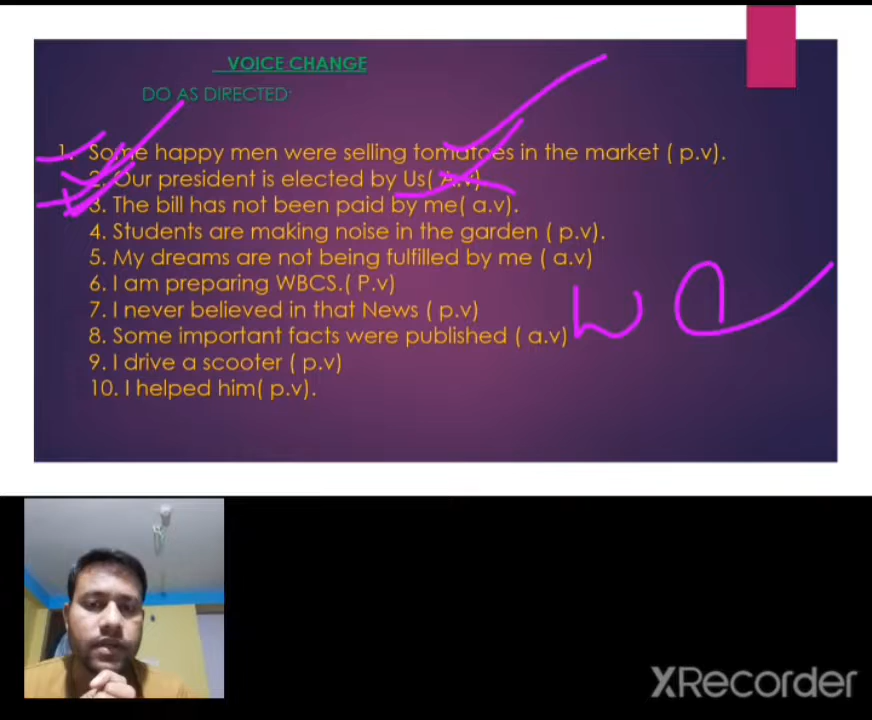 VOICE CHANGE
DO AS DIRECTED:
1. Some happy men were selling tomatoes in the market ( p.v).
2. Our president is elected by Us( A.v)
3. The bill has not been paid by me( a.v).
4. Students are making noise in the garden ( p.v).
5. My dreams are not being fulfilled by me ( a.v)
6. I am preparing WBCS.( P.v)
7. I never believed in that News ( p.v)
8. Some important facts were published ( a.v)
9. I drive a scooter ( p.v)
10. I helped him( p.v).
XRecorder